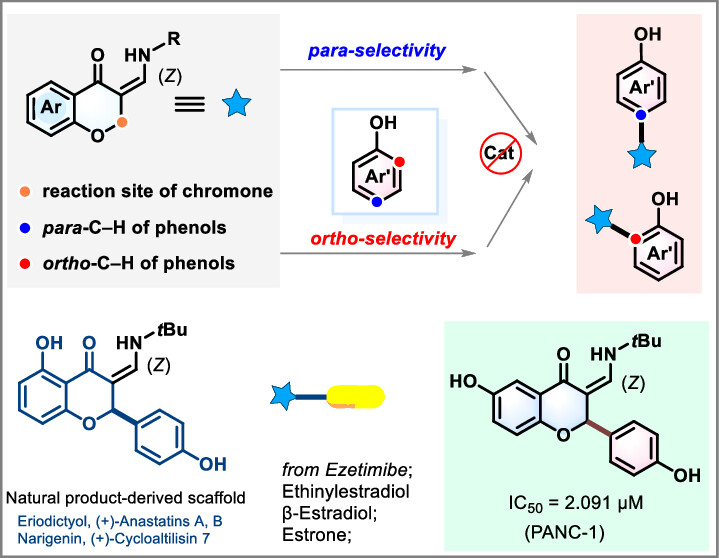 O
HN
R
(Z)
Ar
O
para-selectivity
OH
Ar'
Cat
OH
Ar'
reaction site of chromone
para-C–H of phenols
ortho-C–H of phenols
ortho-selectivity
OH
Ar'
OH
O
HN
tBu
(Z)
O
OH
Natural product-derived scaffold
Eriodictyol, (+)-Anastatins A, B
Narigenin, (+)-Cycloaltilisin 7
from Ezetimibe;
Ethinylestradiol
β-Estradiol;
Estrone;
O
HN
tBu
(Z)
HO
O
OH
IC50 = 2.091 μM
(PANC-1)